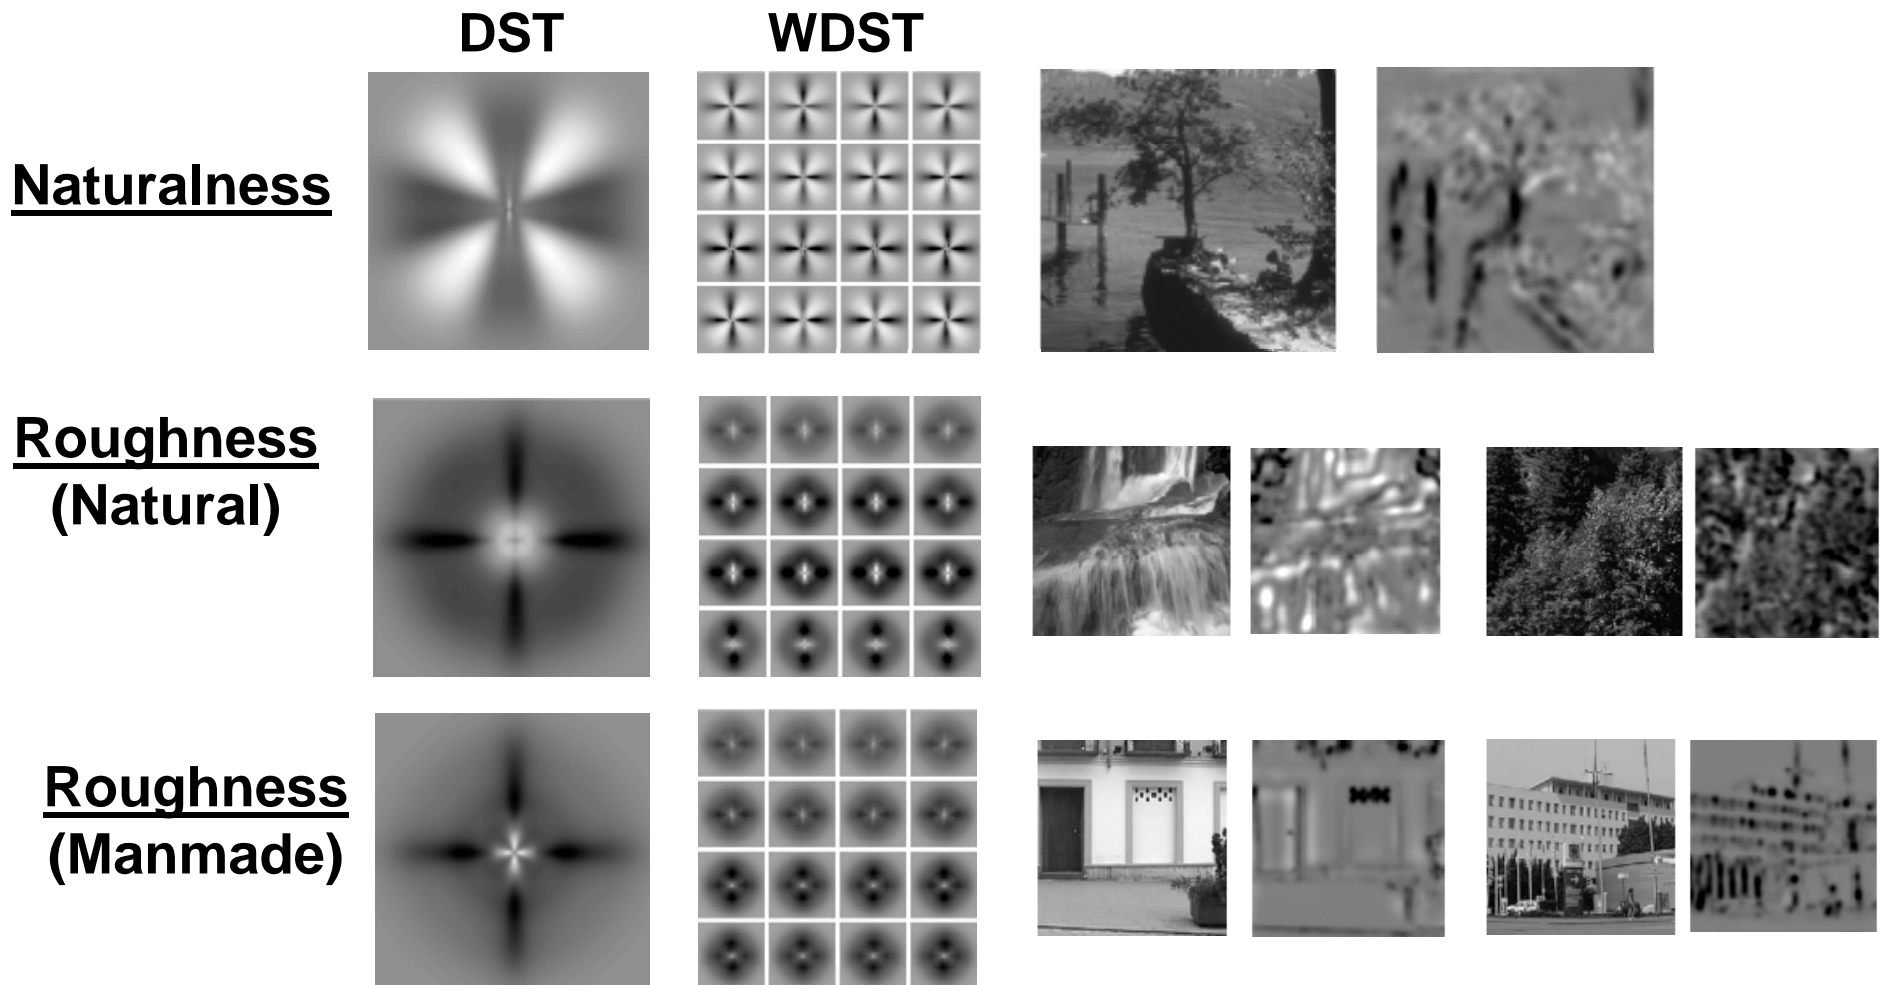 DST
WDST
Naturalness
Roughness
(Natural)
Roughness
(Manmade)